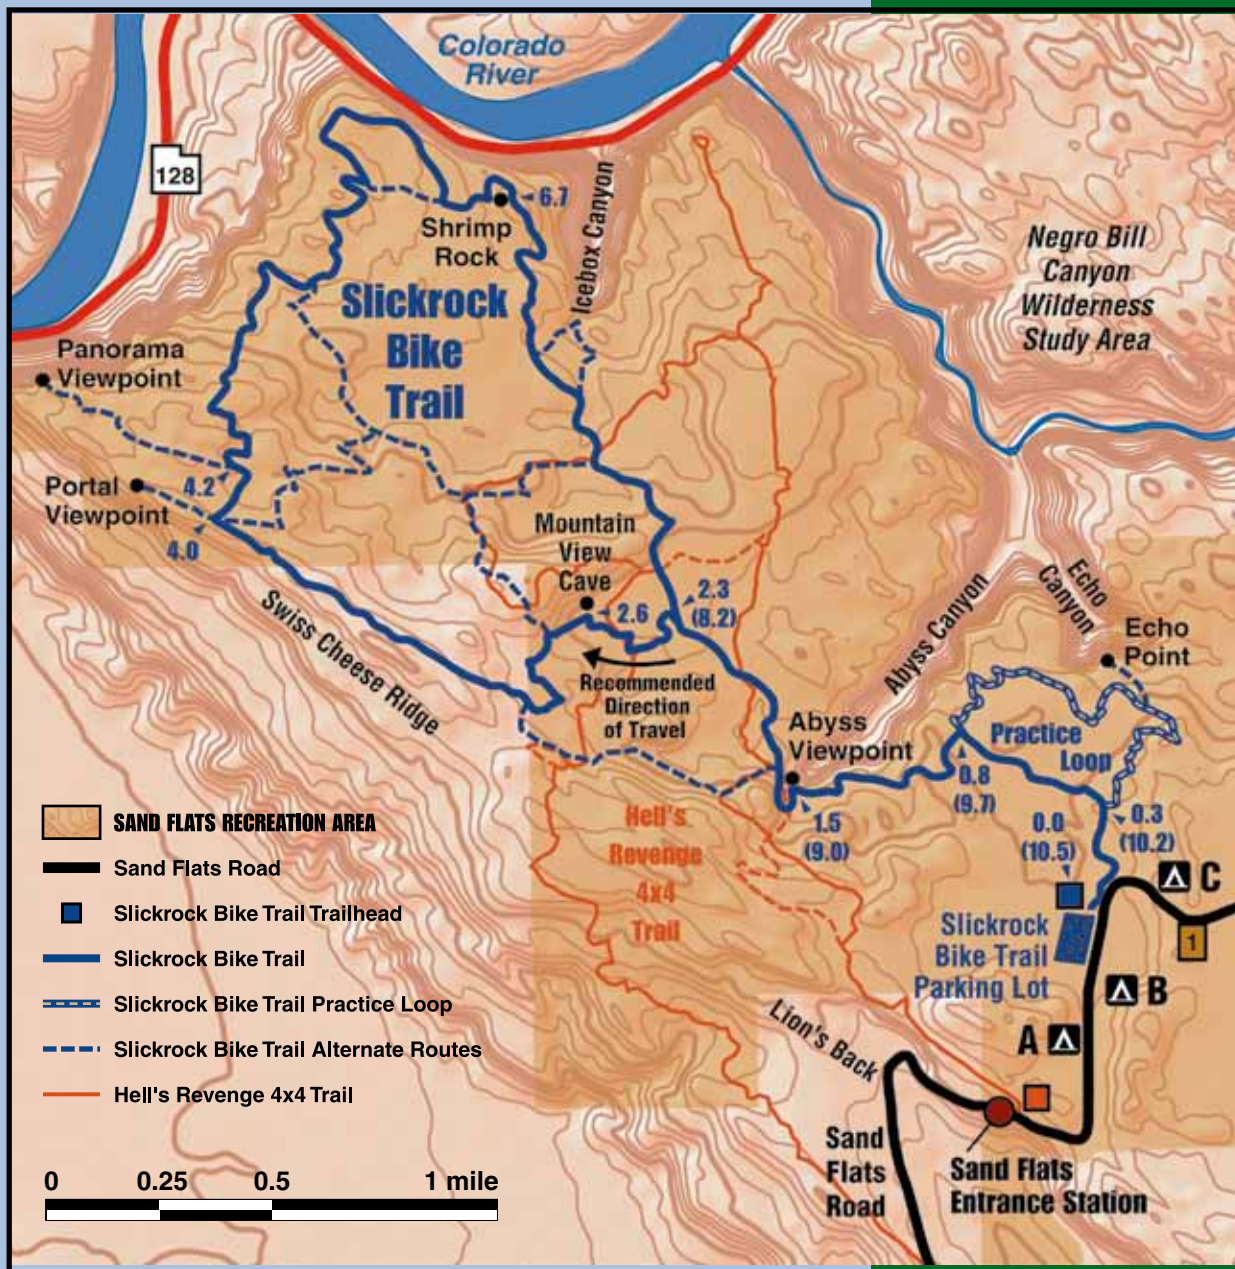 Colorado
River
128
6.7
Shrimp
Rock
Icebox Canyon
Negro Bill
Canyon
Wilderness
Study Area
Slickrock
Bike
Trail
Panorama
Viewpoint
Portal
Viewpoint
4.2
4.0
Mountain
View
Cave
2.6
2.3
(8.2)
Swiss Cheese Ridge
Recommended
Direction
of Travel
Abyss Canyon
Echo
Canyon
Echo
Point
Abyss
Viewpoint
Practice
Loop
0.8
(9.7)
1.5
(9.0)
0.0
(10.5)
0.3
(10.2)
Hell's
Revenge
4x4
Trail
C
1
Slickrock
Bike Trail
Parking Lot
B
A
Lion's Back
Sand
Flats
Road
Sand Flats
Entrance Station
SAND FLATS RECREATION AREA
Sand Flats Road
Slickrock Bike Trail Trailhead
Slickrock Bike Trail
Slickrock Bike Trail Practice Loop
Slickrock Bike Trail Alternate Routes
Hell's Revenge 4x4 Trail
0 0.25 0.5 1 mile